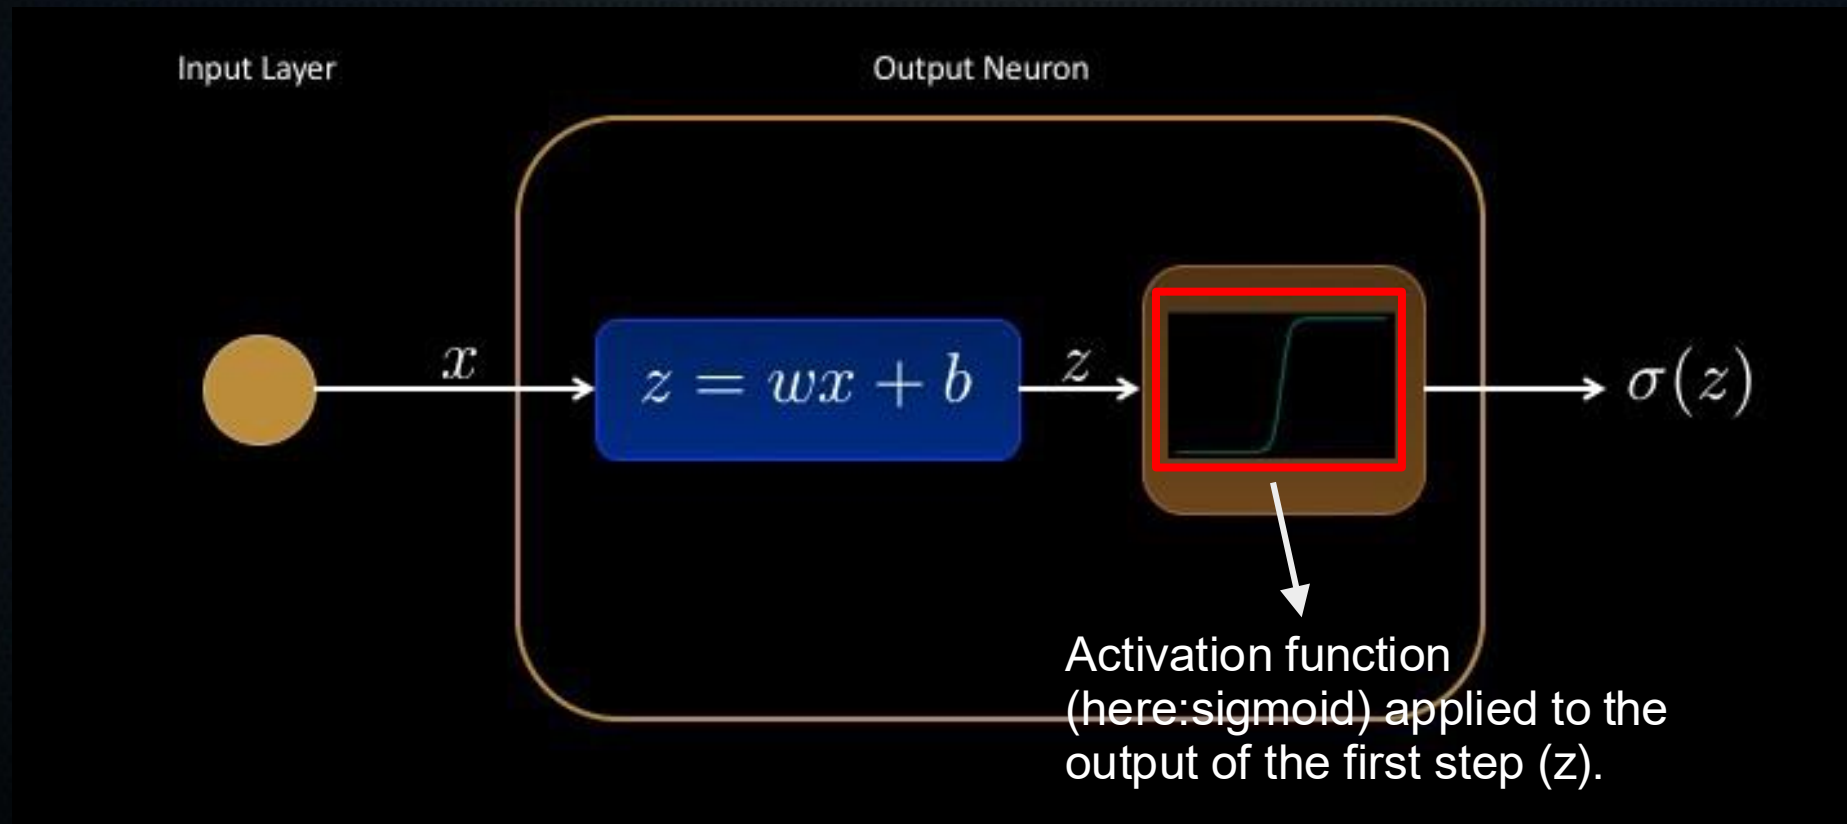 Input Layer
Output Neuron
x
z = wx + b
z
σ(z)
Activation function
(here:sigmoid) applied to the
output of the first step (z).